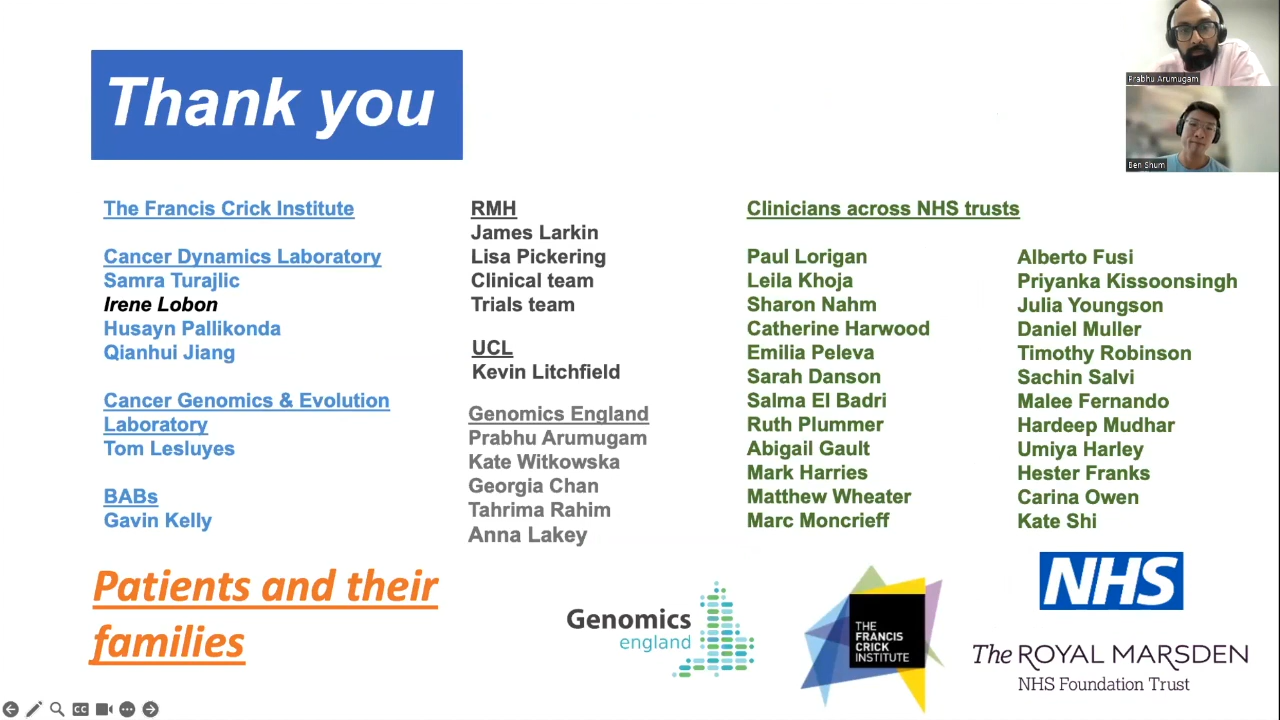 Thank you
Prabhu Arumugam
Ben Shum
The Francis Crick Institute
Cancer Dynamics Laboratory
Samra Turajlic
Irene Lobon
Husayn Pallikonda
Qianhui Jiang
Cancer Genomics & Evolution
Laboratory
Tom Lesluyes
BABs
Gavin Kelly
Patients and their
families
RMH
James Larkin
Lisa Pickering
Clinical team
Trials team
UCL
Kevin Litchfield
Genomics England
Prabhu Arumugam
Kate Witkowska
Georgia Chan
Tahrima Rahim
Anna Lakey
Clinicians across NHS trusts
Paul Lorigan
Leila Khoja
Sharon Nahm
Catherine Harwood
Emilia Peleva
Sarah Danson
Salma El Badri
Ruth Plummer
Abigail Gault
Mark Harries
Matthew Wheater
Marc Moncrieff
Alberto Fusi
Priyanka Kissoonsingh
Julia Youngson
Daniel Muller
Timothy Robinson
Sachin Salvi
Malee Fernando
Hardeep Mudhar
Umiya Harley
Hester Franks
Carina Owen
Kate Shi
Genomics
england
THE
FRANCIS
CRICK
INSTITUTE
NHS
The ROYAL MARSDEN
NHS Foundation Trust
CC